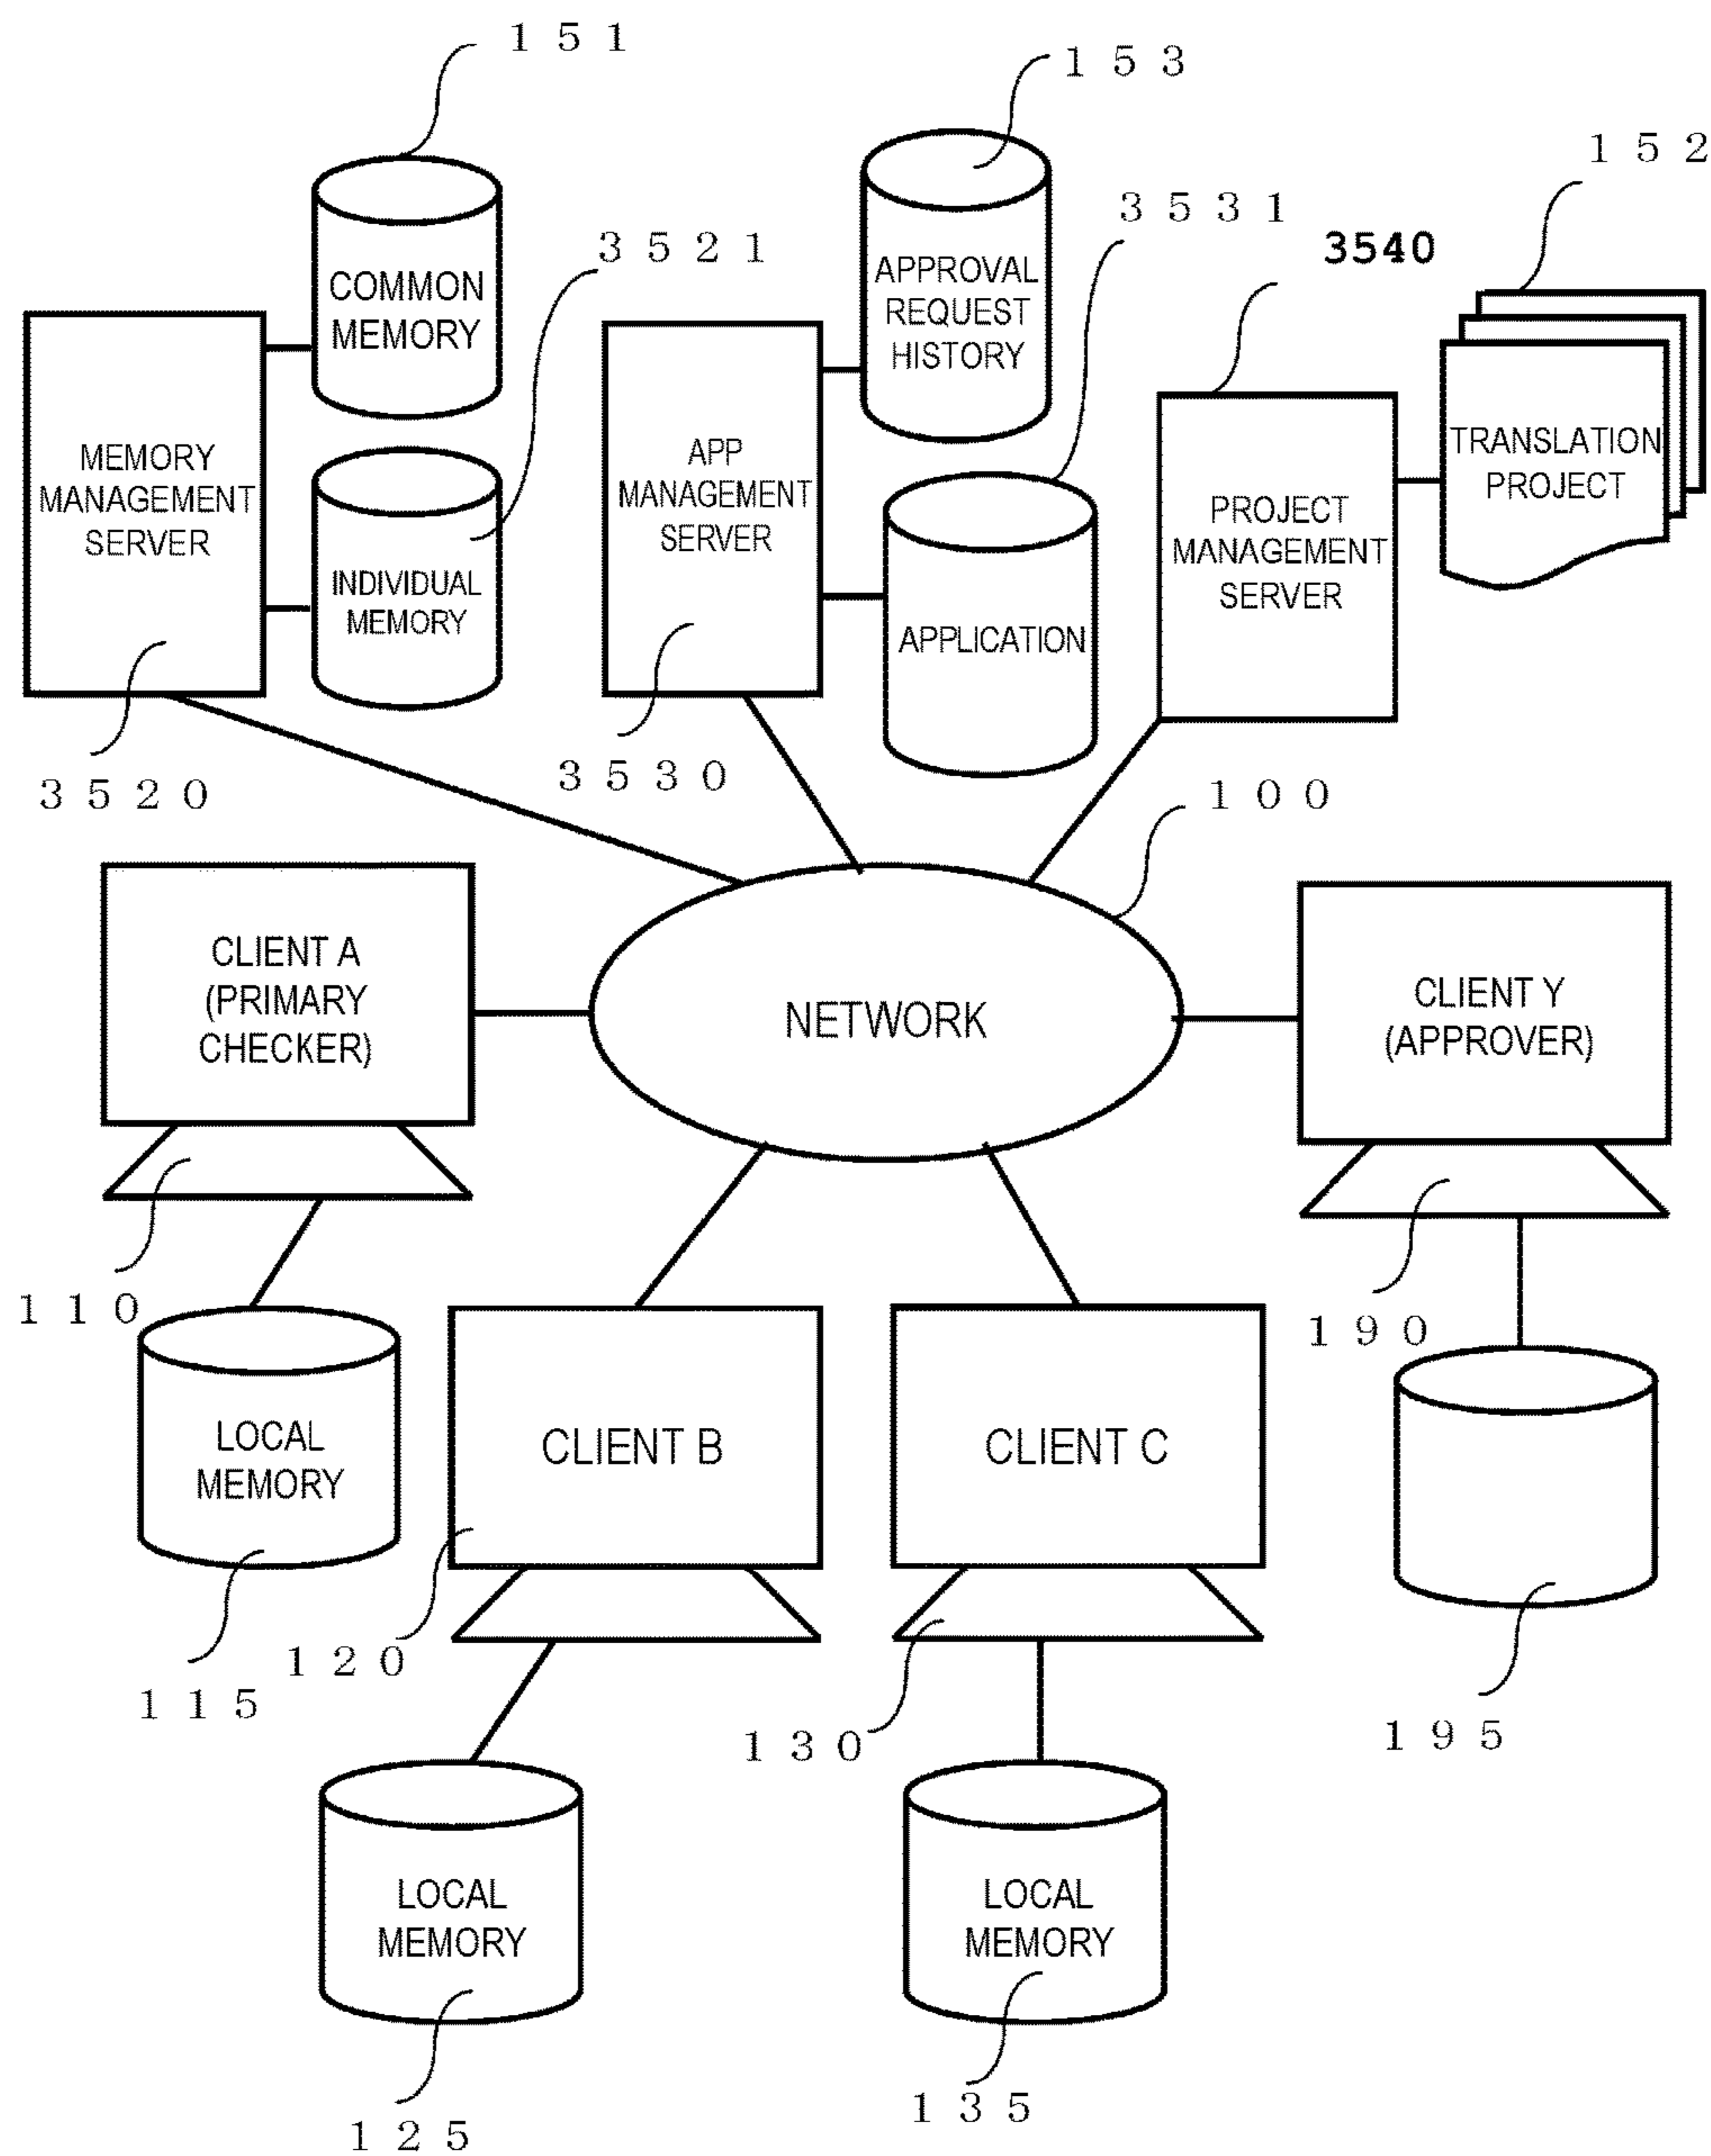 151
153
152
3521
3531
3540
COMMON
MEMORY
APPROVAL
REQUEST
HISTORY
MEMORY
MANAGEMENT
SERVER
APP
MANAGEMENT
SERVER
TRANSLATION
PROJECT
PROJECT
MANAGEMENT
SERVER
INDIVIDUAL
MEMORY
APPLICATION
3520
3530
100
CLIENT A
(PRIMARY
CHECKER)
NETWORK
CLIENT Y
(APPROVER)
110
190
LOCAL
MEMORY
CLIENT B
CLIENT C
115
120
130
195
LOCAL
MEMORY
LOCAL
MEMORY
125
135